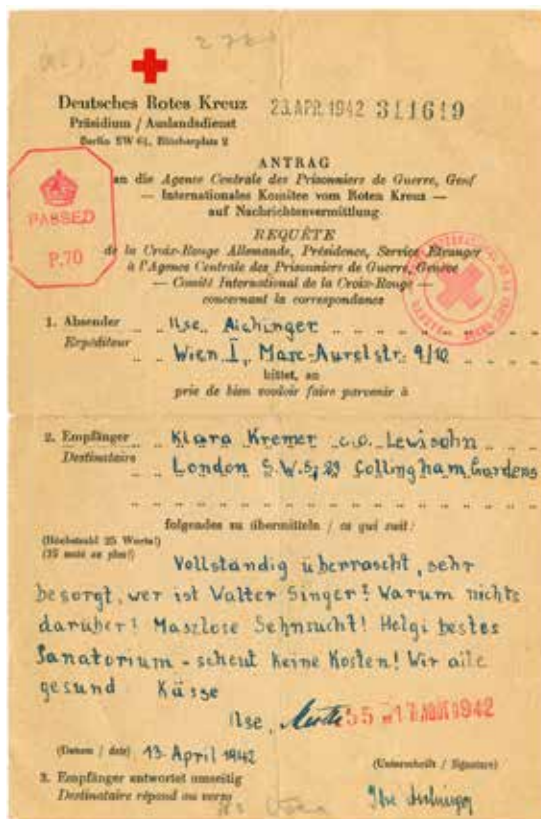 Deutsches Rotes Kreuz
Präsidium / Auslandsdienst
Berlin SW 61, Blücherplatz 2
23. APR. 1942 311619
PASSED
P.70
ANTRAG
an die Agence Centrale des Prisonniers de Guerre, Genf
— Internationales Komitee vom Roten Kreuz —
auf Nachrichtenvermittlung
REQUÊTE
de la Croix-Rouge Allemande, Présidence, Service Etranger
à l'Agence Centrale des Prisonniers de Guerre, Genève
— Comité International de la Croix-Rouge —
concernant la correspondance
1. Absender Ilse Aichinger
Expéditeur Wien I, Marc-Aurelstr. 9/10
bittet, an
prie de bien vouloir faire parvenir à
2. Empfänger Klara Kremer c.o. Lewisohn
Destinataire London S.W.5, 29 Collingham Gardens
folgendes zu übermitteln / ce qui suit:
(Höchstzahl 25 Worte!)
(25 mots au plus!)
Vollständig überrascht, sehr
besorgt, wer ist Walter Singer? Warum nichts
darüber? Maszlose Sehnsucht! Helgi bestes
Sanatorium - scheut keine Kosten! Wir alle
gesund Küsse
Ilse, 1942
(Datum / date) 13. April 1942
(Unterschrift / Signature)
3. Empfänger antwortet umseitig
Destinataire répond au verso
Ilse Aichinger